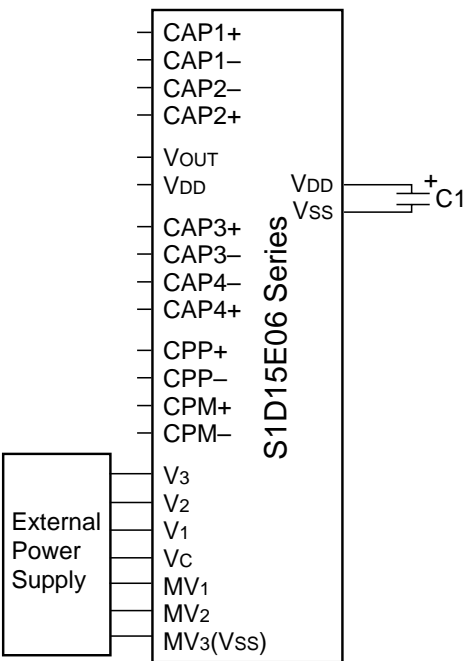 CAP1+
CAP1–
CAP2–
CAP2+
VOUT
VDD
CAP3+
CAP3–
CAP4–
CAP4+
CPP+
CPP–
CPM+
CPM–
V3
V2
V1
VC
MV1
MV2
MV3(VSS)
External
Power
Supply
S1D15E06 Series
VDD
VSS
+
C1